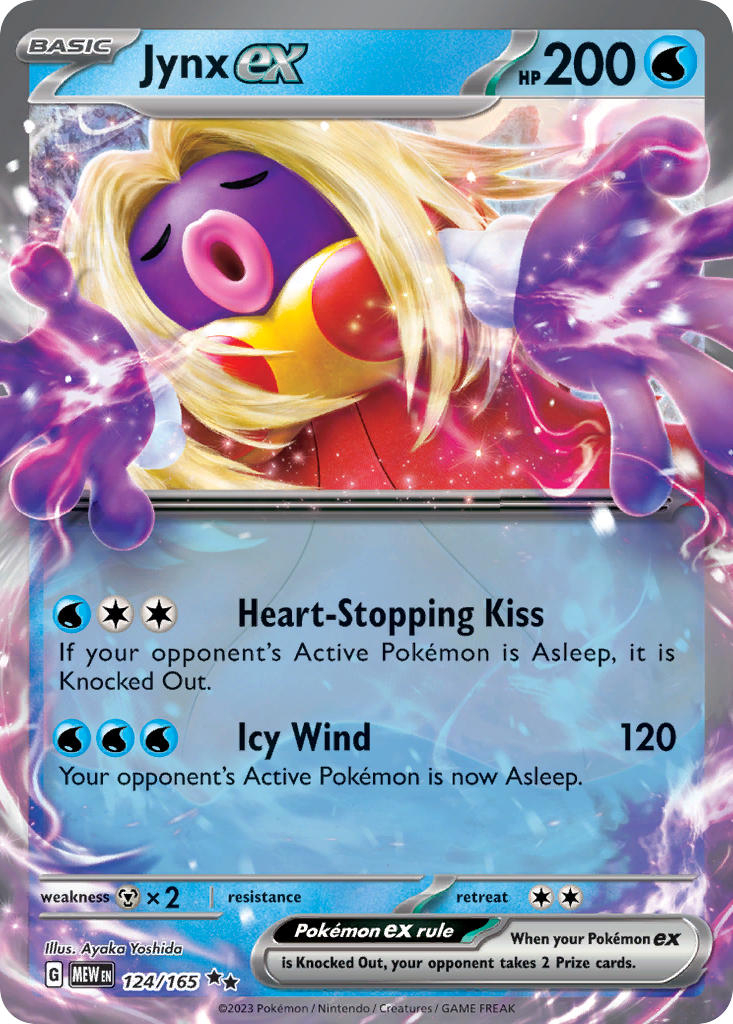 BASIC
Jynx ex
HP 200
Heart-Stopping Kiss
If your opponent's Active Pokémon is Asleep, it is
Knocked Out.
Icy Wind 120
Your opponent's Active Pokémon is now Asleep.
weakness ×2 resistance retreat
Illus. Ayaka Yoshida
Pokémon ex rule When your Pokémon ex
is Knocked Out, your opponent takes 2 Prize cards.
G MEW EN 124/165
©2023 Pokémon / Nintendo / Creatures / GAME FREAK